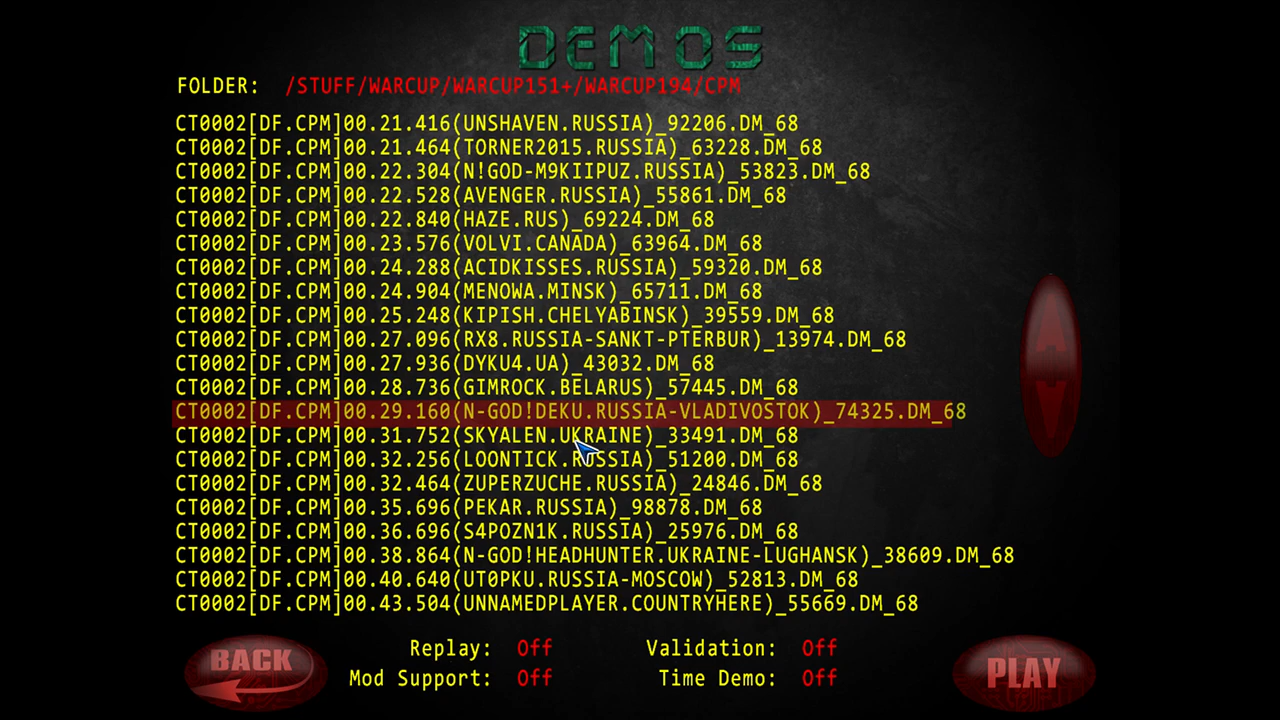 DEMOS
FOLDER: /STUFF/WARCUP/WARCUP151+/WARCUP194/CPM
CT0002[DF.CPM]00.21.416(UNSHAVEN.RUSSIA)_92206.DM_68
CT0002[DF.CPM]00.21.464(TORNER2015.RUSSIA)_63228.DM_68
CT0002[DF.CPM]00.22.304(N!GOD-M9KIIPUZ.RUSSIA)_53823.DM_68
CT0002[DF.CPM]00.22.528(AVENGER.RUSSIA)_55861.DM_68
CT0002[DF.CPM]00.22.840(HAZE.RUS)_69224.DM_68
CT0002[DF.CPM]00.23.576(VOLVI.CANADA)_63964.DM_68
CT0002[DF.CPM]00.24.288(ACIDKISSES.RUSSIA)_59320.DM_68
CT0002[DF.CPM]00.24.904(MENOWA.MINSK)_65711.DM_68
CT0002[DF.CPM]00.25.248(KIPISH.CHELYABINSK)_39559.DM_68
CT0002[DF.CPM]00.27.096(RX8.RUSSIA-SANKT-PTERBUR)_13974.DM_68
CT0002[DF.CPM]00.27.936(DYKU4.UA)_43032.DM_68
CT0002[DF.CPM]00.28.736(GIMROCK.BELARUS)_57445.DM_68
CT0002[DF.CPM]00.29.160(N-GOD!DEKU.RUSSIA-VLADIVOSTOK)_74325.DM_68
CT0002[DF.CPM]00.31.752(SKYALEN.UKRAINE)_33491.DM_68
CT0002[DF.CPM]00.32.256(LOONTICK.RUSSIA)_51200.DM_68
CT0002[DF.CPM]00.32.464(ZUPERZUCHE.RUSSIA)_24846.DM_68
CT0002[DF.CPM]00.35.696(PEKAR.RUSSIA)_98878.DM_68
CT0002[DF.CPM]00.36.696(S4POZN1K.RUSSIA)_25976.DM_68
CT0002[DF.CPM]00.38.864(N-GOD!HEADHUNTER.UKRAINE-LUGHANSK)_38609.DM_68
CT0002[DF.CPM]00.40.640(UT0PKU.RUSSIA-MOSCOW)_52813.DM_68
CT0002[DF.CPM]00.43.504(UNNAMEDPLAYER.COUNTRYHERE)_55669.DM_68
Replay: Off Validation: Off
Mod Support: Off Time Demo: Off
BACK PLAY